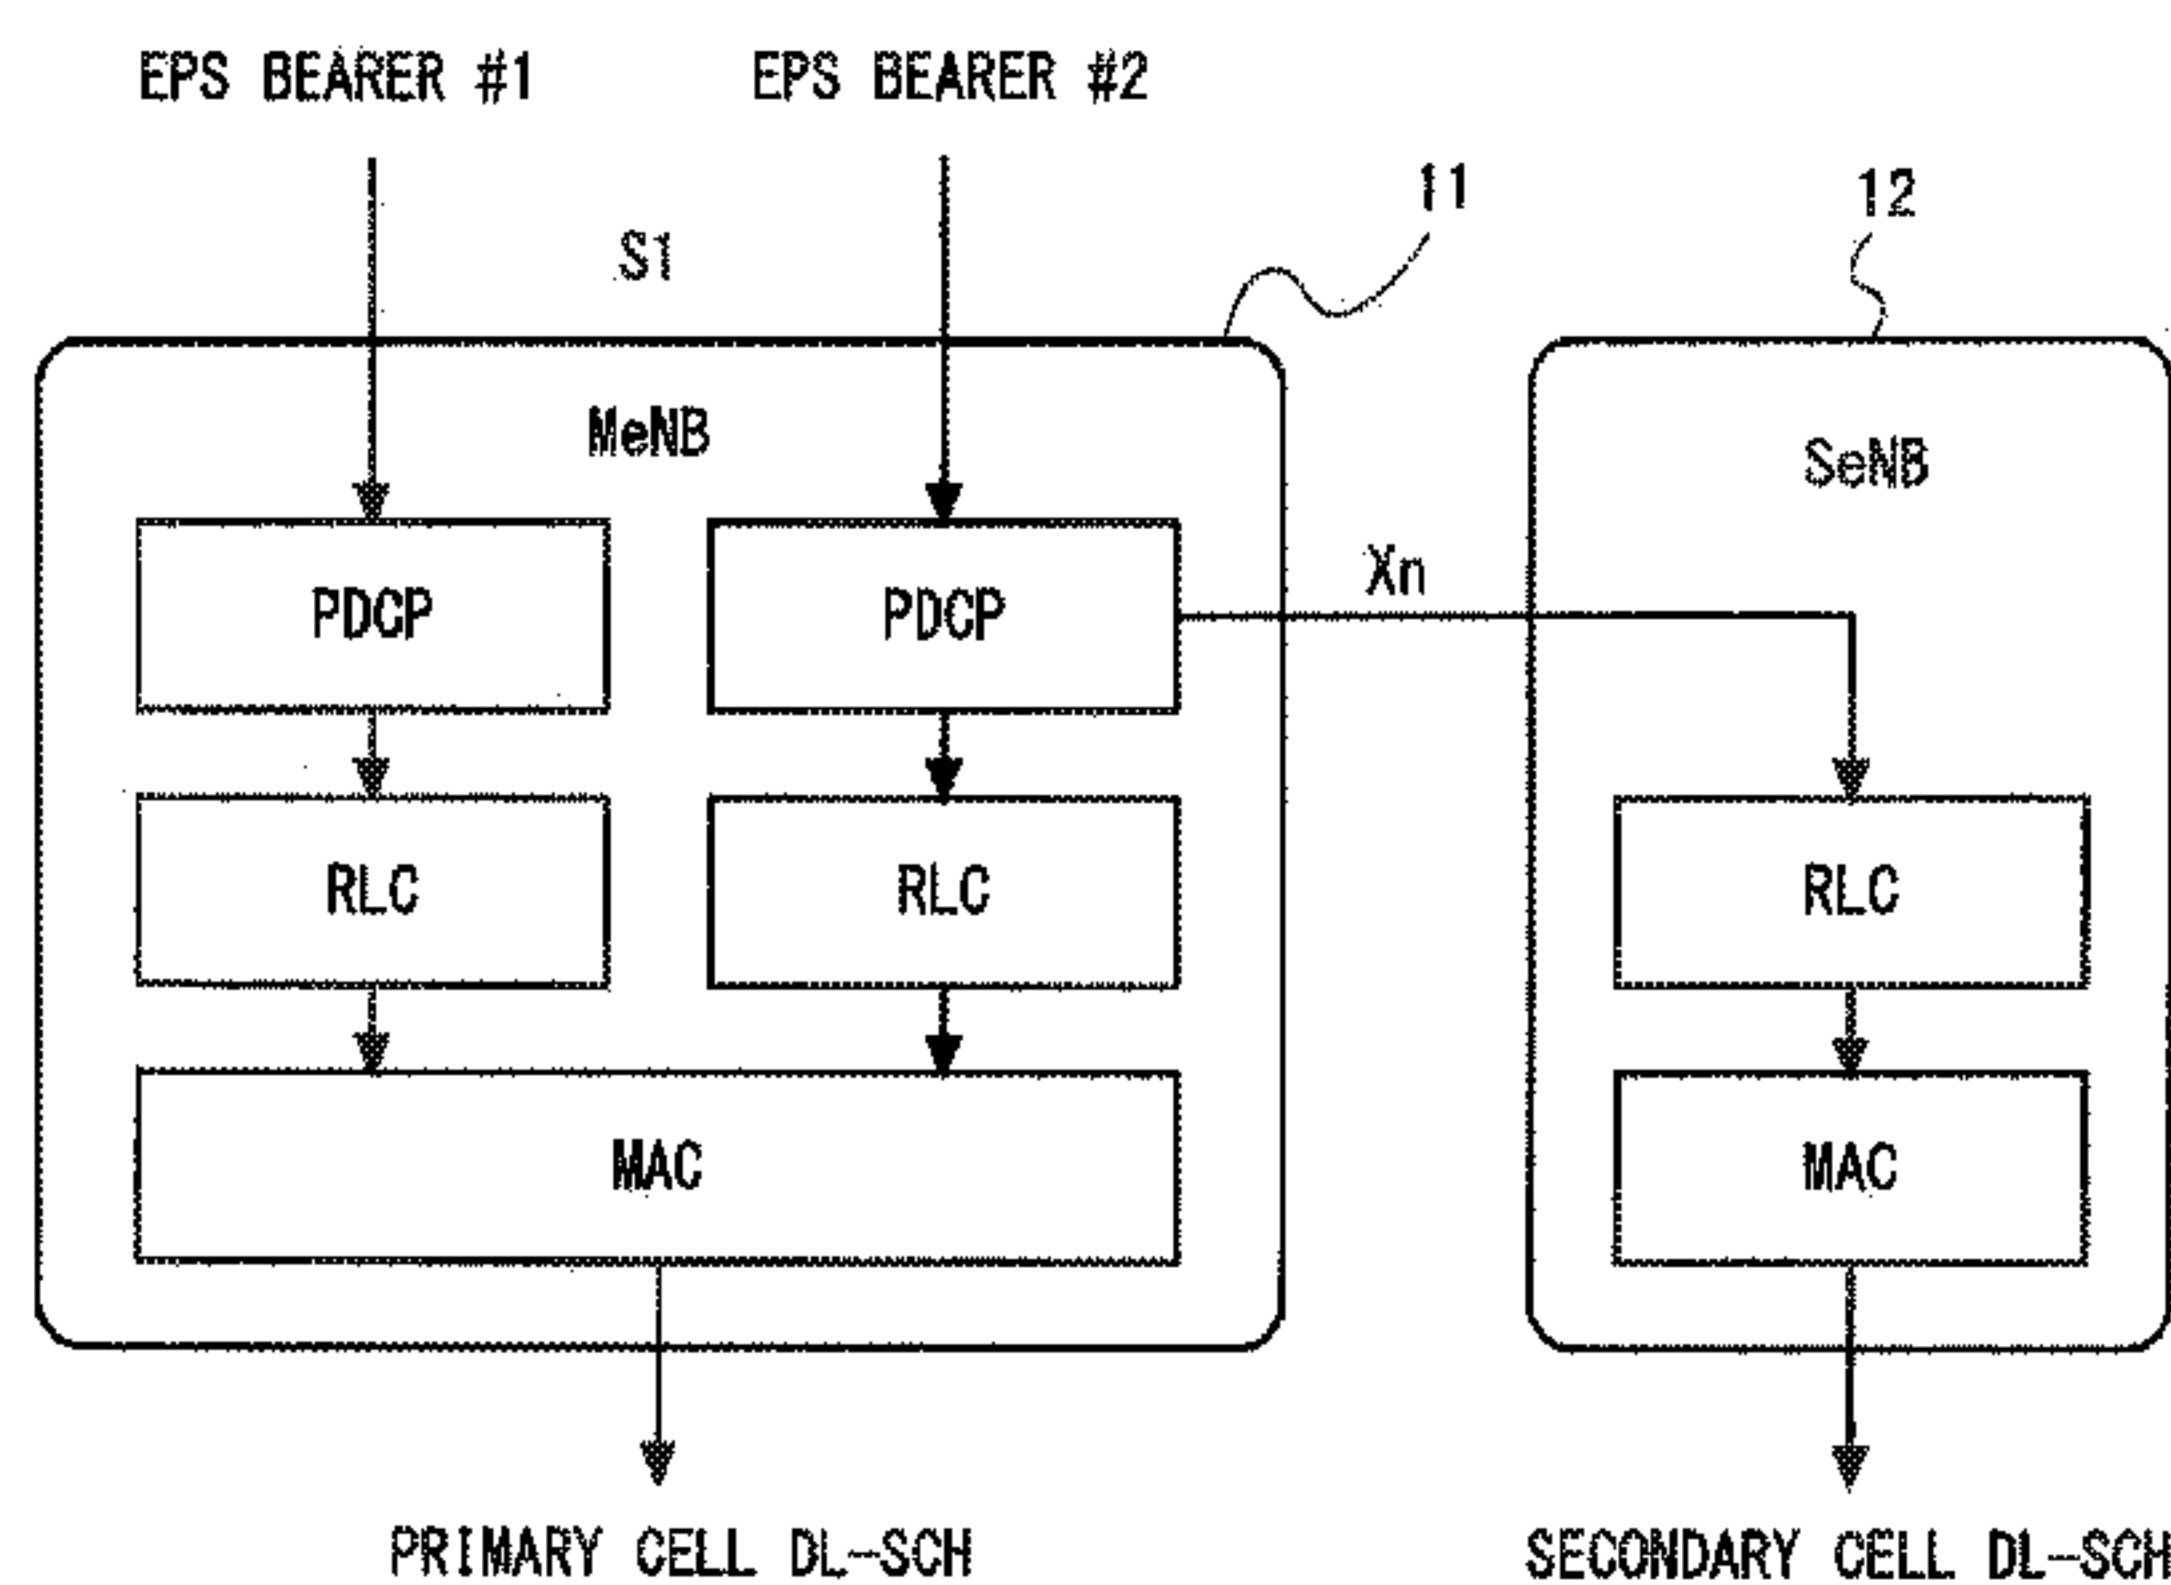 EPS BEARER #1 EPS BEARER #2
11
12
S1
MeNB
SeNB
Xn
PDCP PDCP
RLC RLC RLC
MAC MAC
PRIMARY CELL DL-SCH SECONDARY CELL DL-SCH